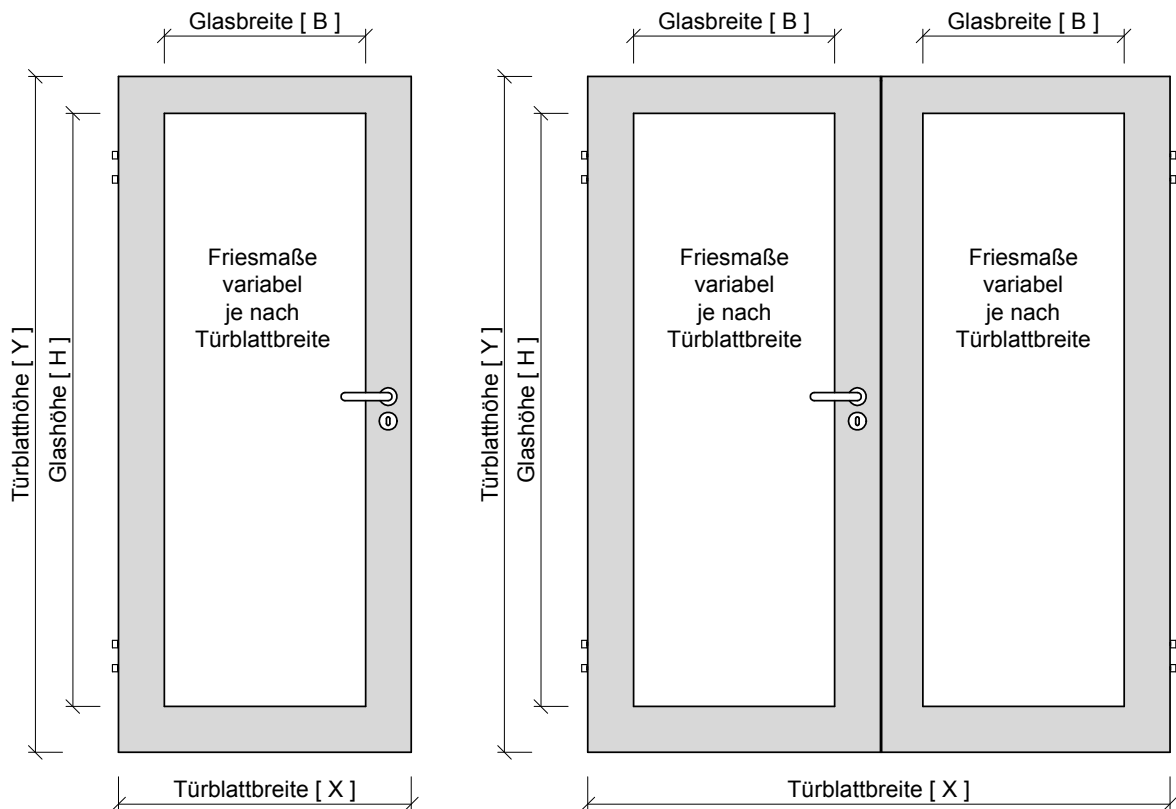 Glasbreite [ B ]
Glasbreite [ B ]
Glasbreite [ B ]
Türblatthöhe [ Y ]
Glashöhe [ H ]
Friesmaße
variabel
je nach
Türblattbreite
Türblatthöhe [ Y ]
Glashöhe [ H ]
Friesmaße
variabel
je nach
Türblattbreite
Friesmaße
variabel
je nach
Türblattbreite
Türblattbreite [ X ]
Türblattbreite [ X ]